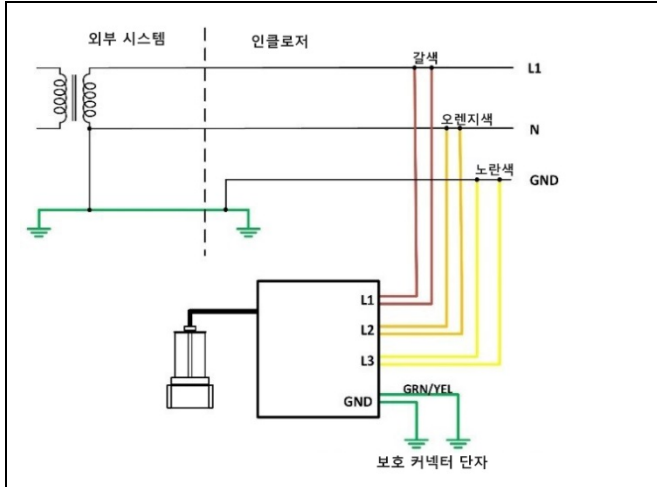 외부 시스템
인클로저
갈색
L1
오렌지색
N
노란색
GND
L1
L2
L3
GRN/YEL
GND
보호 커넥터 단자